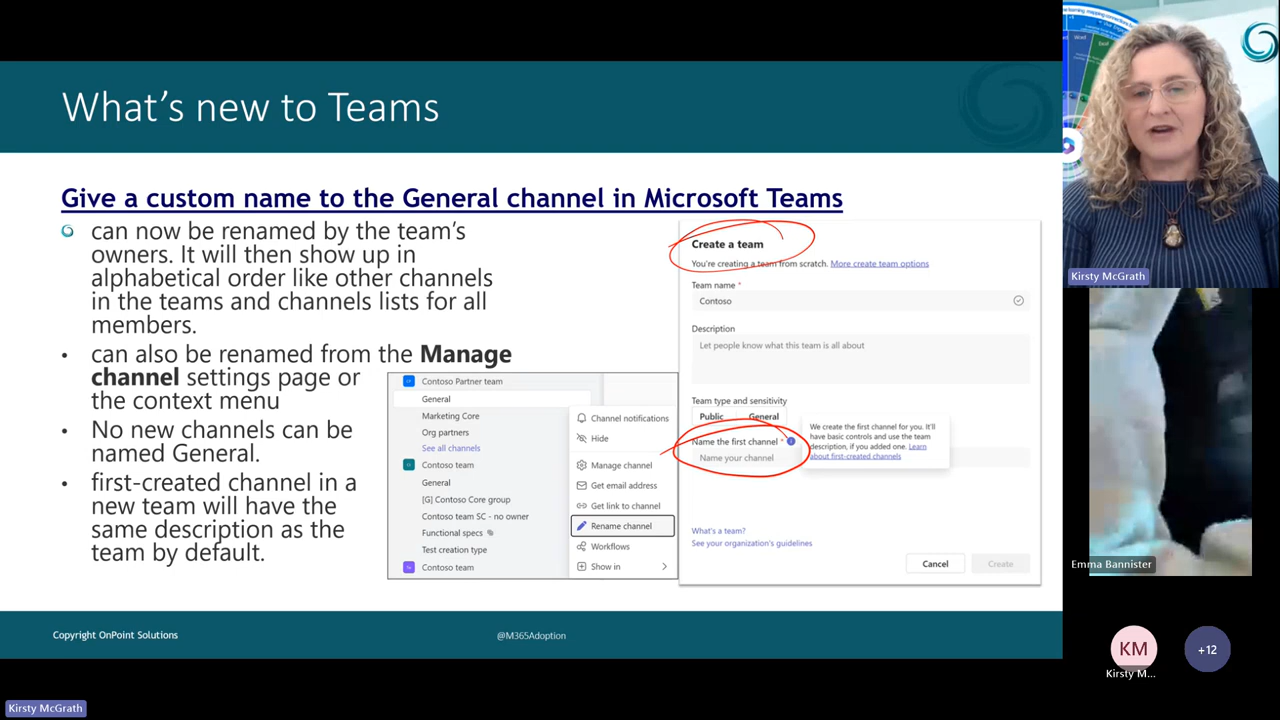 What's new to Teams
Give a custom name to the General channel in Microsoft Teams
can now be renamed by the team's
owners. It will then show up in
alphabetical order like other channels
in the teams and channels lists for all
members.
• can also be renamed from the Manage
channel settings page or
the context menu
• No new channels can be
named General.
• first-created channel in a
new team will have the
same description as the
team by default.
Contoso Partner team
General
Marketing Core
Org partners
See all channels
Contoso team
General
[G] Contoso Core group
Contoso team SC - no owner
Functional specs
Test creation type
Contoso team
Channel notifications
Hide
Manage channel
Get email address
Get link to channel
Rename channel
Workflows
Show in
Create a team
You're creating a team from scratch. More create team options
Team name *
Contoso
Description
Let people know what this team is all about
Team type and sensitivity
Public General
Name the first channel *
Name your channel
We create the first channel for you. It'll
have basic controls and use the team
description, if you added one. Learn
about first-created channels
What's a team?
See your organization's guidelines
Cancel Create
Copyright OnPoint Solutions
@M365Adoption
Kirsty McGrath
Word
Kirsty McGrath
Emma Bannister
KM
Kirsty M...
+12